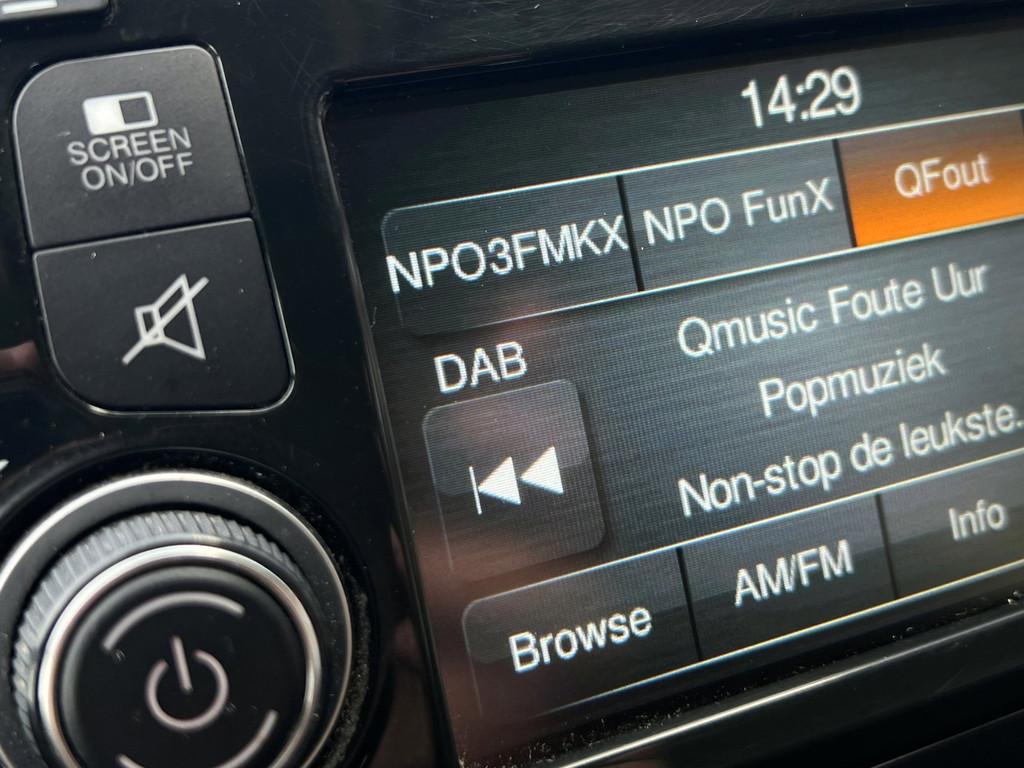 SCREEN
ON/OFF
14:29
NPO3FMKX NPO FunX QFout
DAB
Qmusic Foute Uur
Popmuziek
Non-stop de leukste..
Browse AM/FM Info